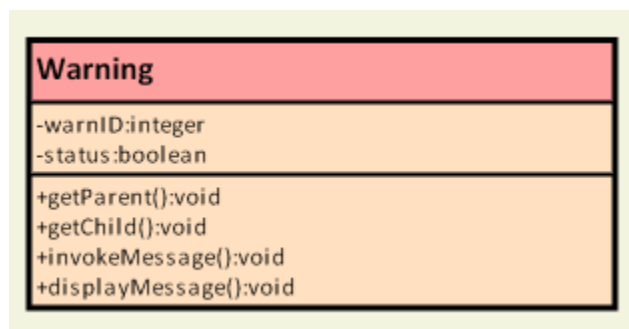 Warning
-warnID:integer
-status:boolean
+getParent():void
+getChild():void
+invokeMessage():void
+displayMessage():void